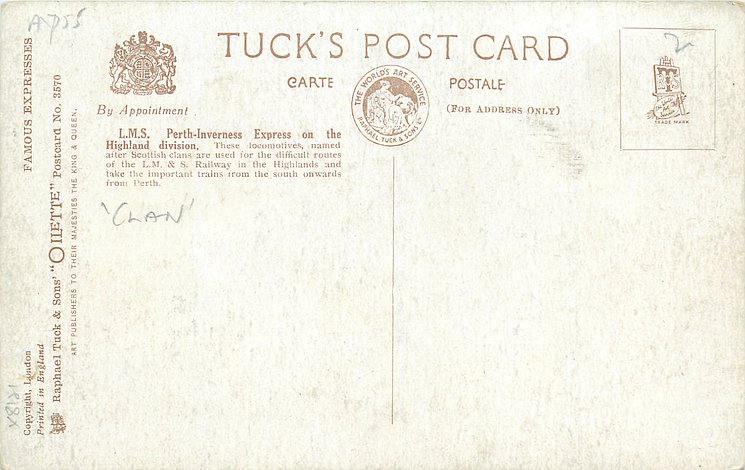 A755
TUCK'S POST CARD
CARTE POSTALE
(FOR ADDRESS ONLY)
By Appointment
THE WORLD'S ART SERVICE
RAPHAEL TUCK & SONS LTD
2
T
TRADE MARK
L.M.S. Perth-Inverness Express on the
Highland division. These locomotives, named
after Scottish clans are used for the difficult routes
of the L.M. & S. Railway in the Highlands and
take the important trains from the south onwards
from Perth.
'CLAN'
FAMOUS EXPRESSES
Raphael Tuck & Sons' "OILETTE" Postcard No. 3570
ART PUBLISHERS TO THEIR MAJESTIES THE KING & QUEEN.
Copyright, London
Printed in England